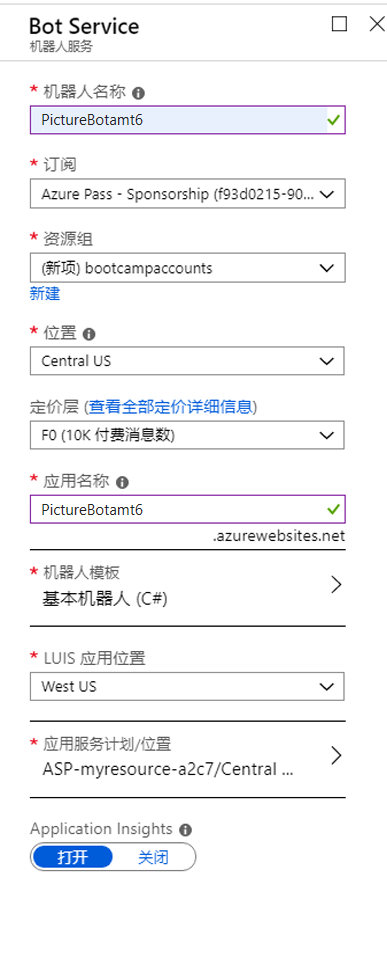 Bot Service
机器人服务
* 机器人名称
PictureBotamt6
* 订阅
Azure Pass - Sponsorship (f93d0215-90...
* 资源组
(新项) bootcampaccounts
新建
* 位置
Central US
定价层 (查看全部定价详细信息)
F0 (10K 付费消息数)
* 应用名称
PictureBotamt6
.azurewebsites.net
* 机器人模板
基本机器人 (C#)
* LUIS 应用位置
West US
* 应用服务计划/位置
ASP-myresource-a2c7/Central ...
Application Insights
打开 关闭